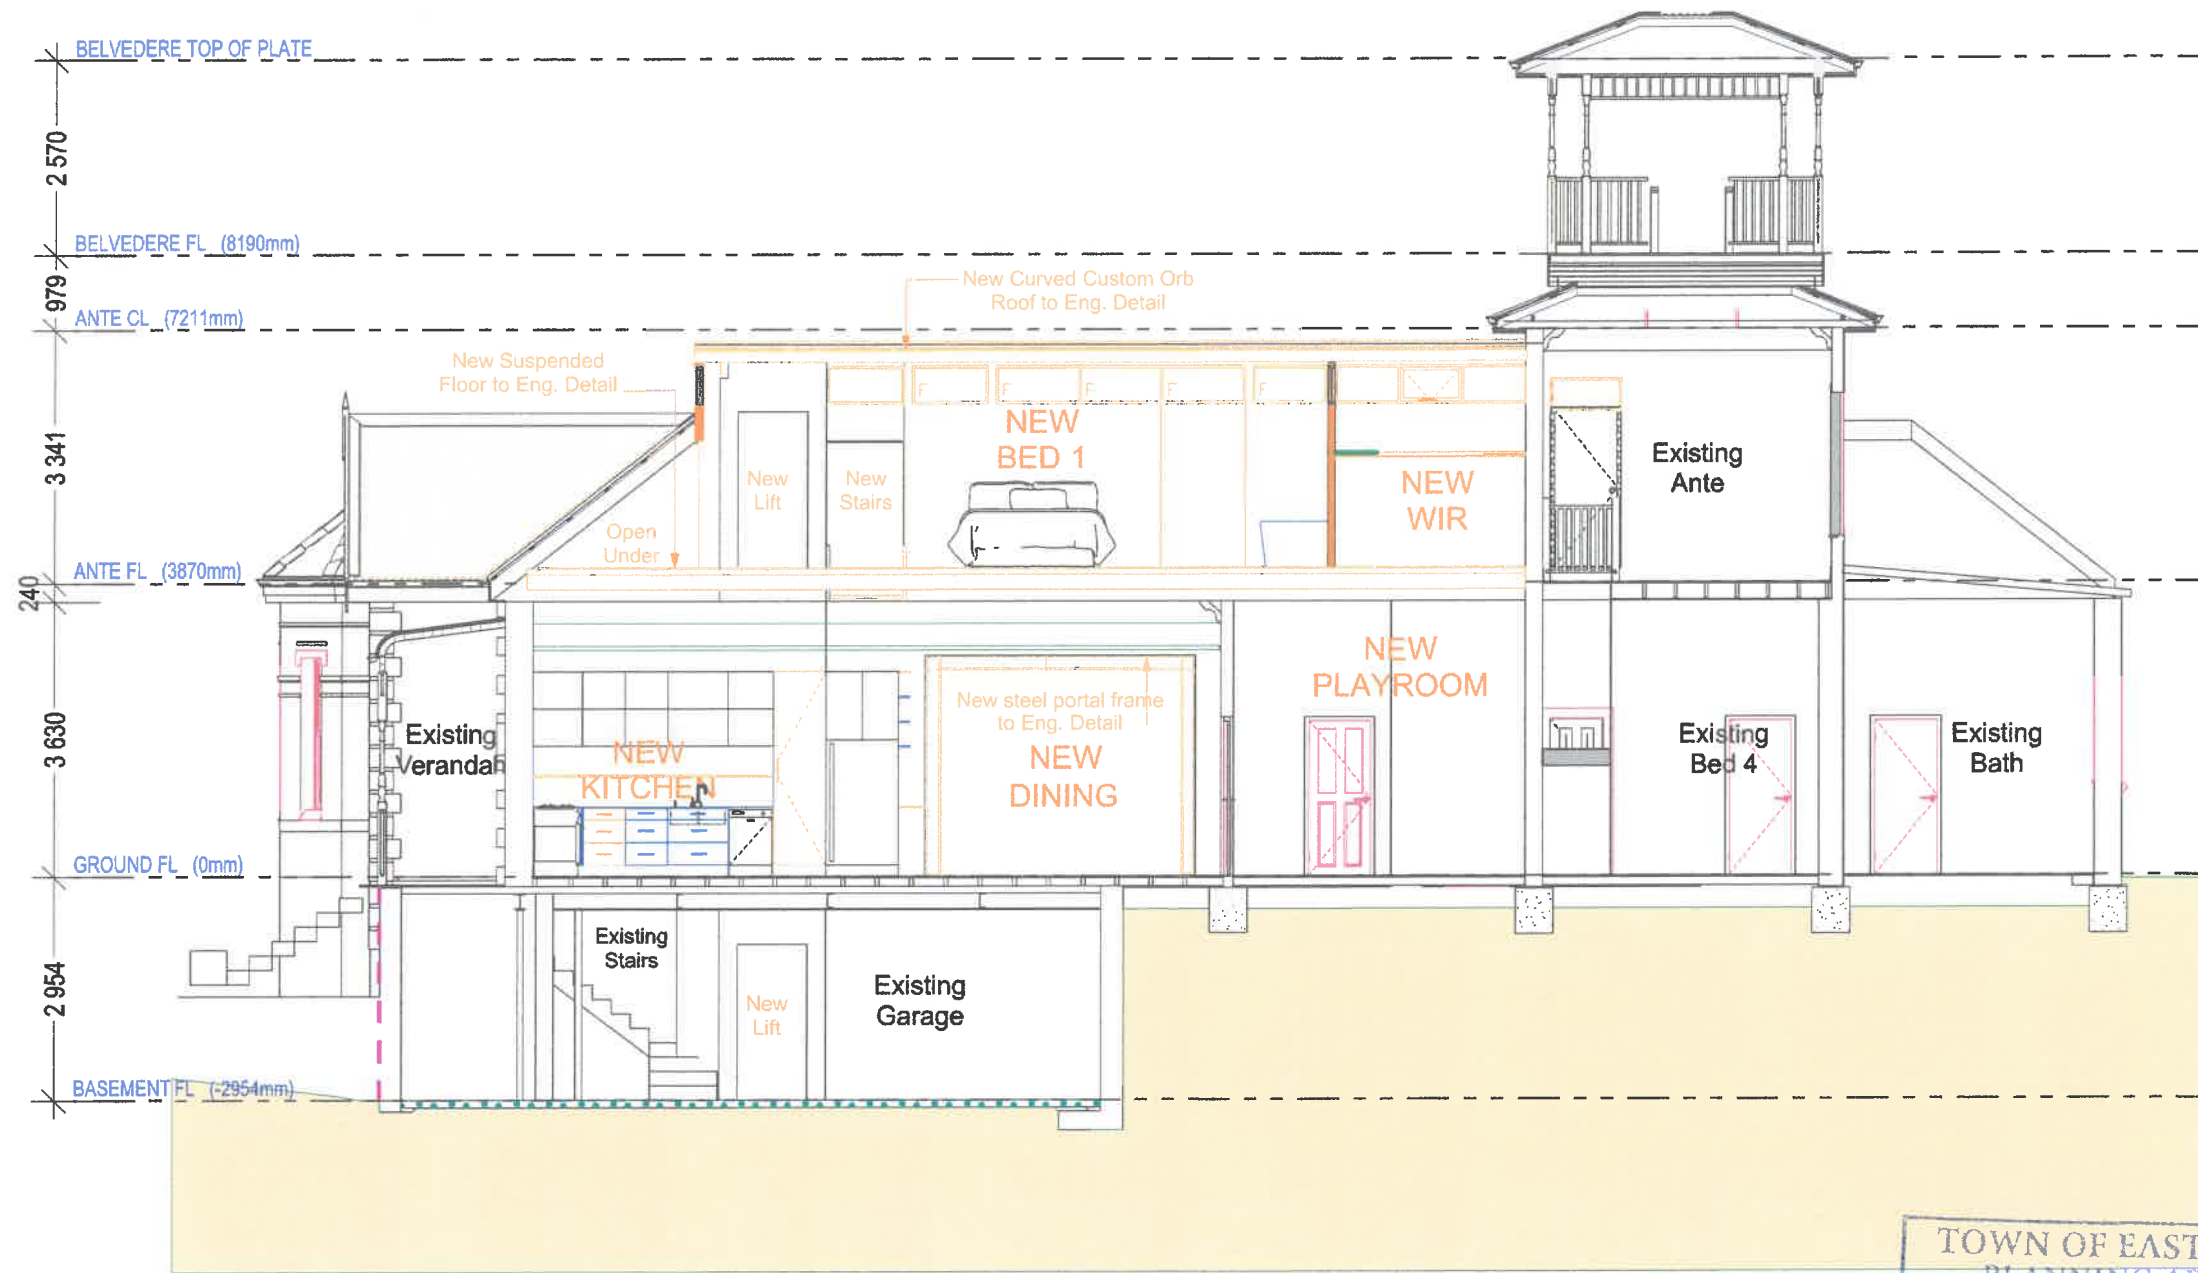 BELVEDERE TOP OF PLATE
2 570
BELVEDERE FL (8190mm)
979
ANTE CL (7211mm)
New Curved Custom Orb
Roof to Eng. Detail
New Suspended
Floor to Eng. Detail
3 341
F
F
F
F
F
NEW
BED 1
New
Lift
New
Stairs
NEW
WIR
Existing
Ante
Open
Under
ANTE FL (3870mm)
240
3 630
Existing
Verandah
NEW
KITCHEN
New steel portal frame
to Eng. Detail
NEW
DINING
NEW
PLAYROOM
Existing
Bed 4
Existing
Bath
GROUND FL (0mm)
2 954
Existing
Stairs
New
Lift
Existing
Garage
BASEMENT FL (-2954mm)
TOWN OF EAST
PLANNING